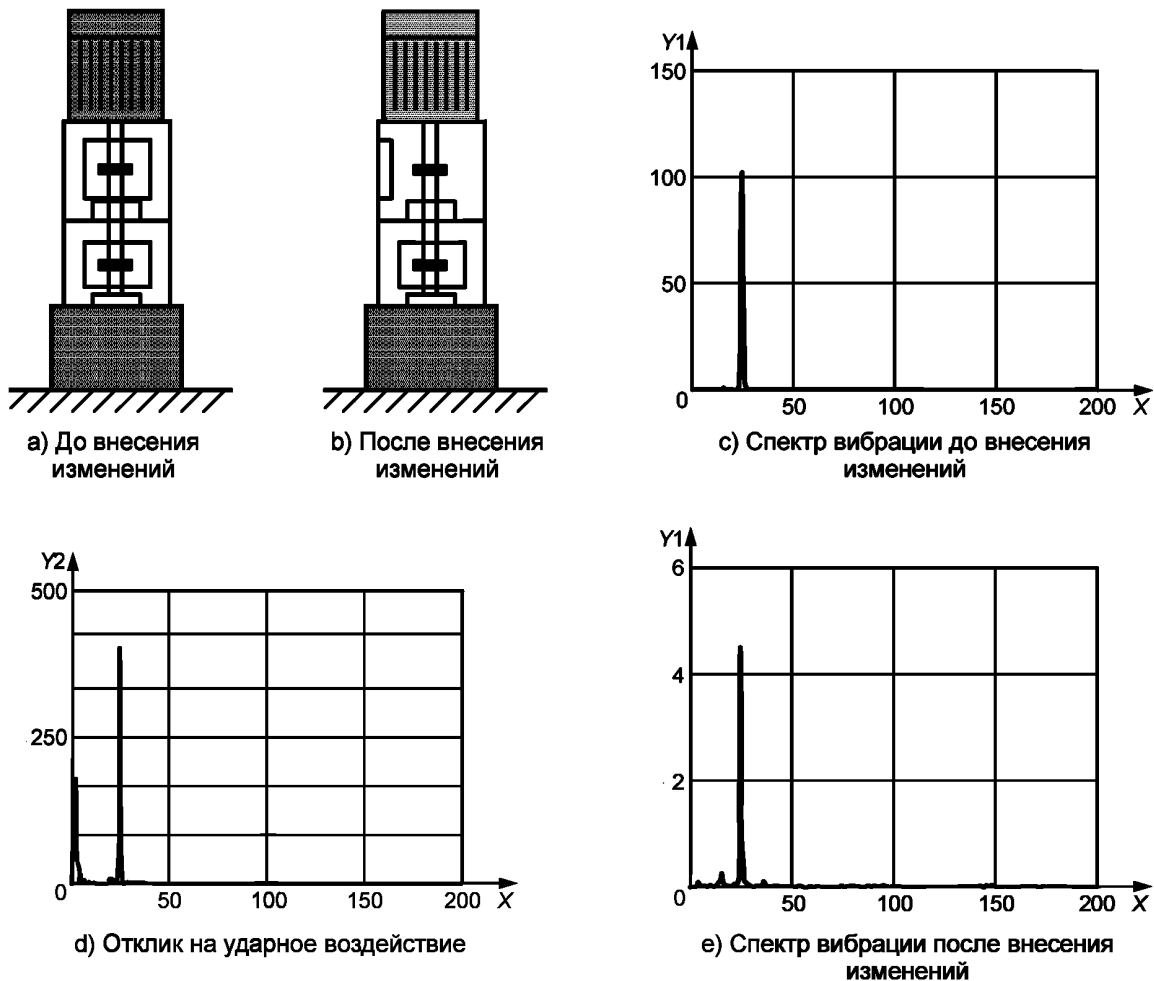 a) До внесения
изменений
b) После внесения
изменений
Y1
150
100
50
0
50
100
150
200
X
c) Спектр вибрации до внесения
изменений
Y2
500
250
0
50
100
150
200
X
d) Отклик на ударное воздействие
Y1
6
4
2
0
50
100
150
200
X
e) Спектр вибрации после внесения
изменений